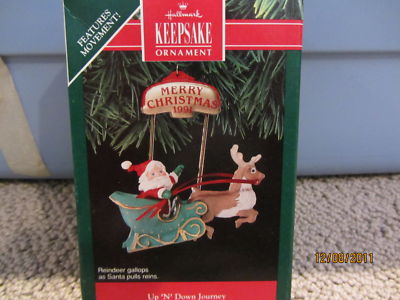 FEATURES
MOVEMENT!
Hallmark
KEEPSAKE
ORNAMENT
MERRY
CHRISTMAS
1991
Reindeer gallops
as Santa pulls reins.
Up 'N' Down Journey
12/08/2011